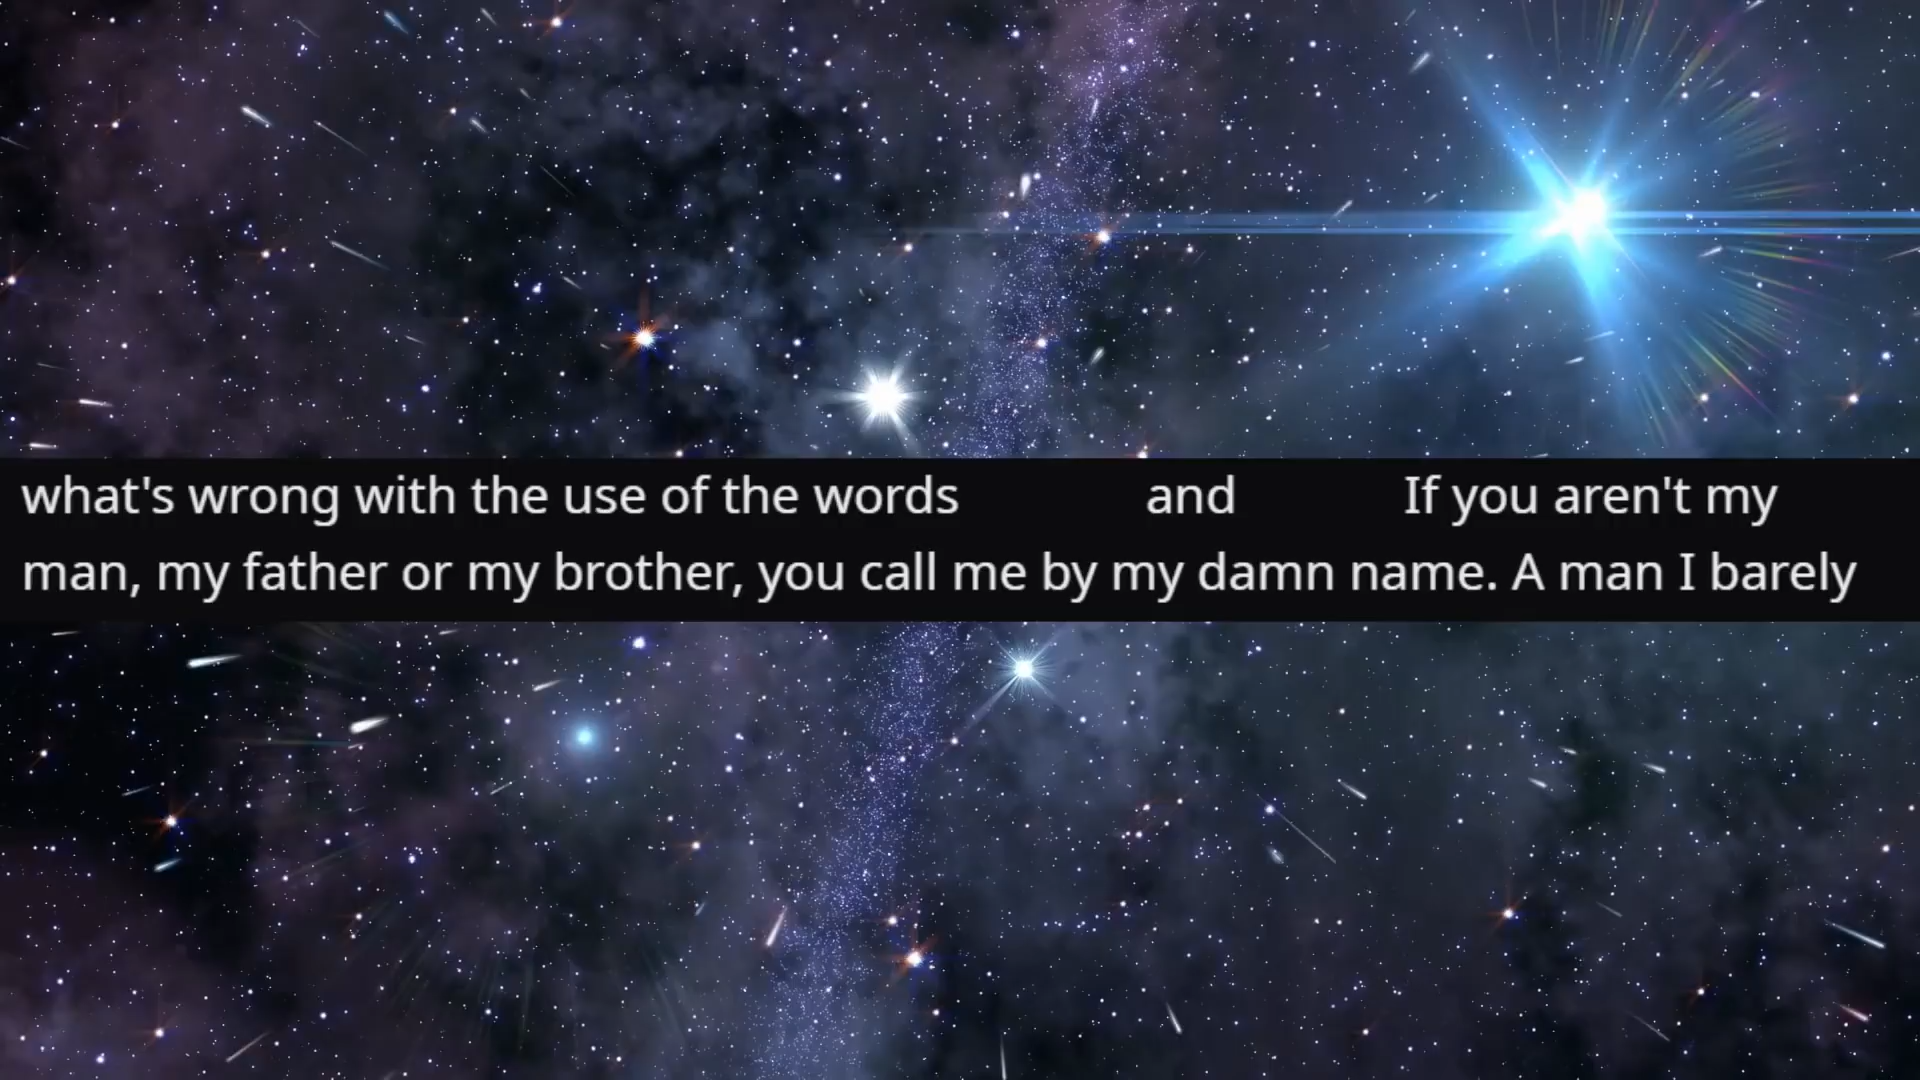 what's wrong with the use of the words and If you aren't my
man, my father or my brother, you call me by my damn name. A man I barely